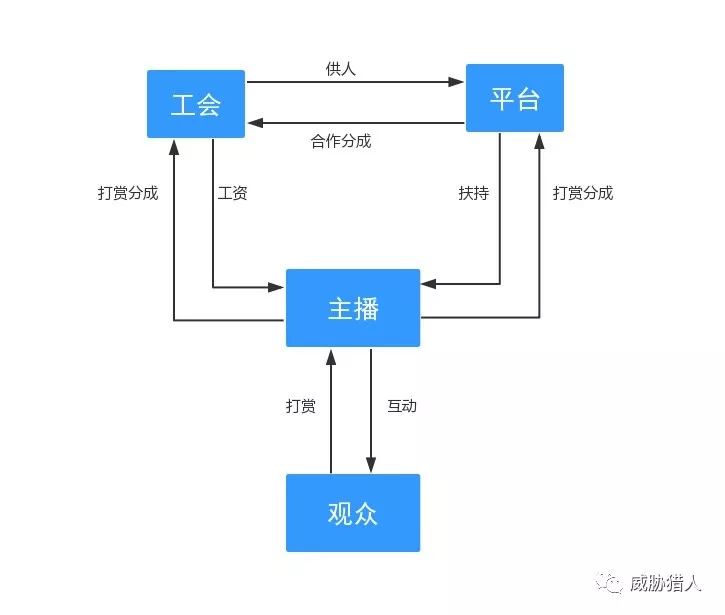 供人
工会
平台
合作分成
打赏分成
工资
扶持
打赏分成
主播
打赏
互动
观众
威胁猎人